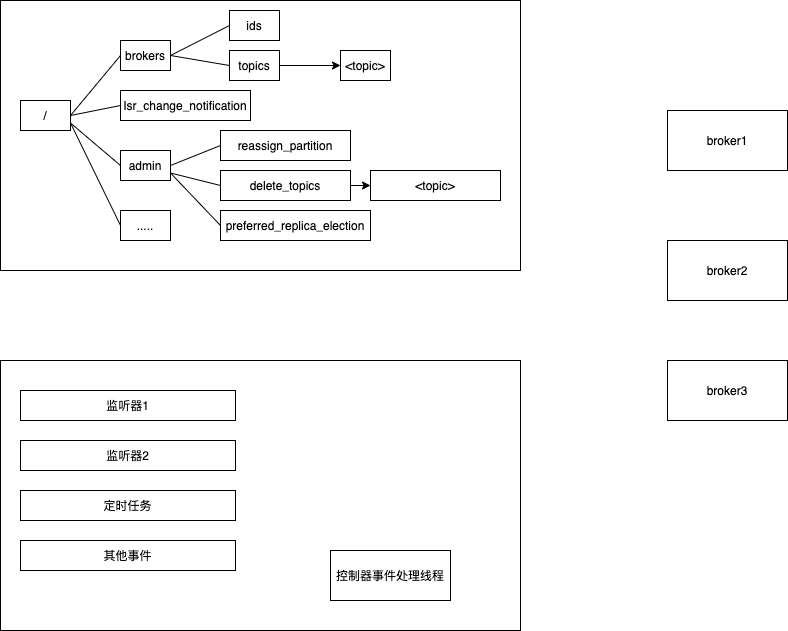 ids
brokers
topics
<topic>
lsr_change_notification
/
reassign_partition
admin
delete_topics
<topic>
.....
preferred_replica_election
broker1
broker2
broker3
监听器1
监听器2
定时任务
其他事件
控制器事件处理线程